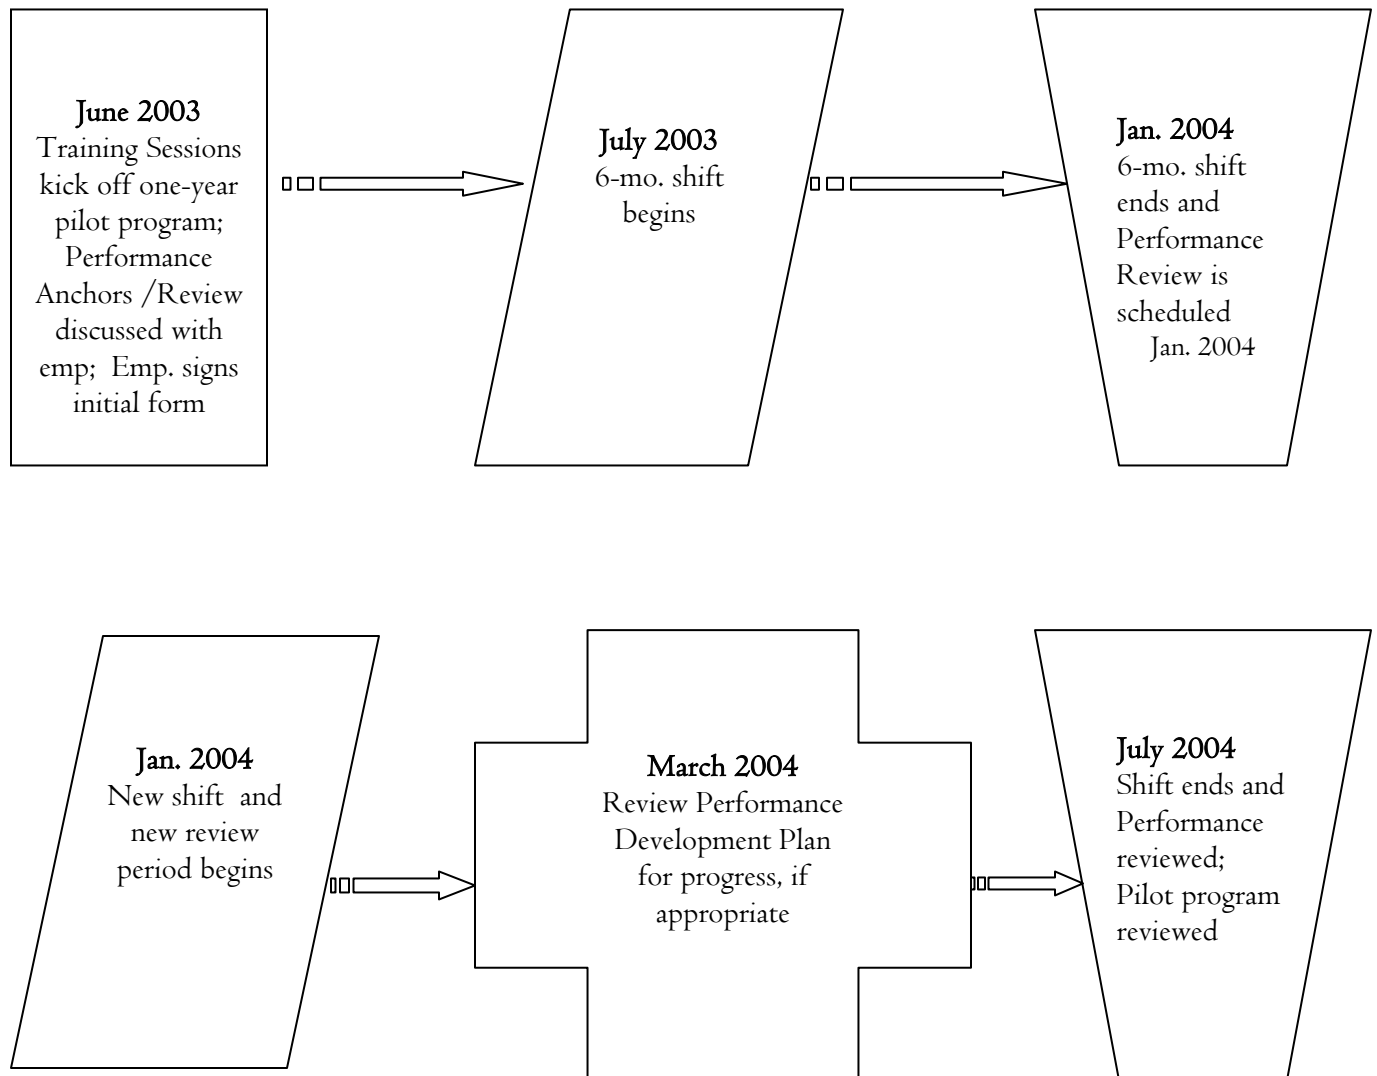 June 2003
Training Sessions
kick off one-year
pilot program;
Performance
Anchors /Review
discussed with
emp;  Emp. signs
initial form
July 2003
6-mo. shift
begins
Jan. 2004
6-mo. shift
ends and
Performance
Review is
scheduled
Jan. 2004
Jan. 2004
New shift  and
new review
period begins
March 2004
Review Performance
Development Plan
for progress, if
appropriate
July 2004
Shift ends and
Performance
reviewed;
Pilot program
reviewed